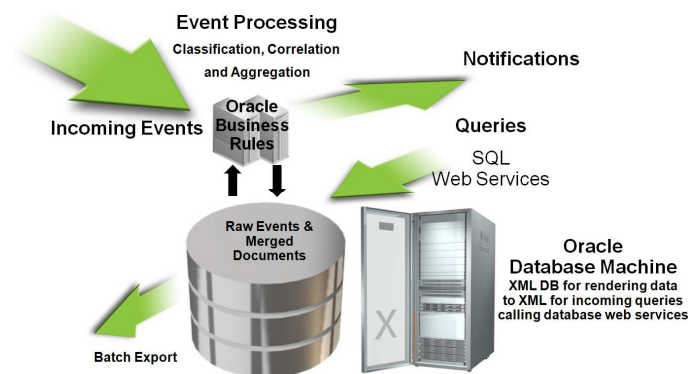 Event Processing
Classification, Correlation
and Aggregation
Notifications
Incoming Events
Oracle
Business
Rules
Queries
SQL
Web Services
Raw Events &
Merged
Documents
Oracle
Database Machine
XML DB for rendering data
to XML for incoming queries
calling database web services
X
Batch Export